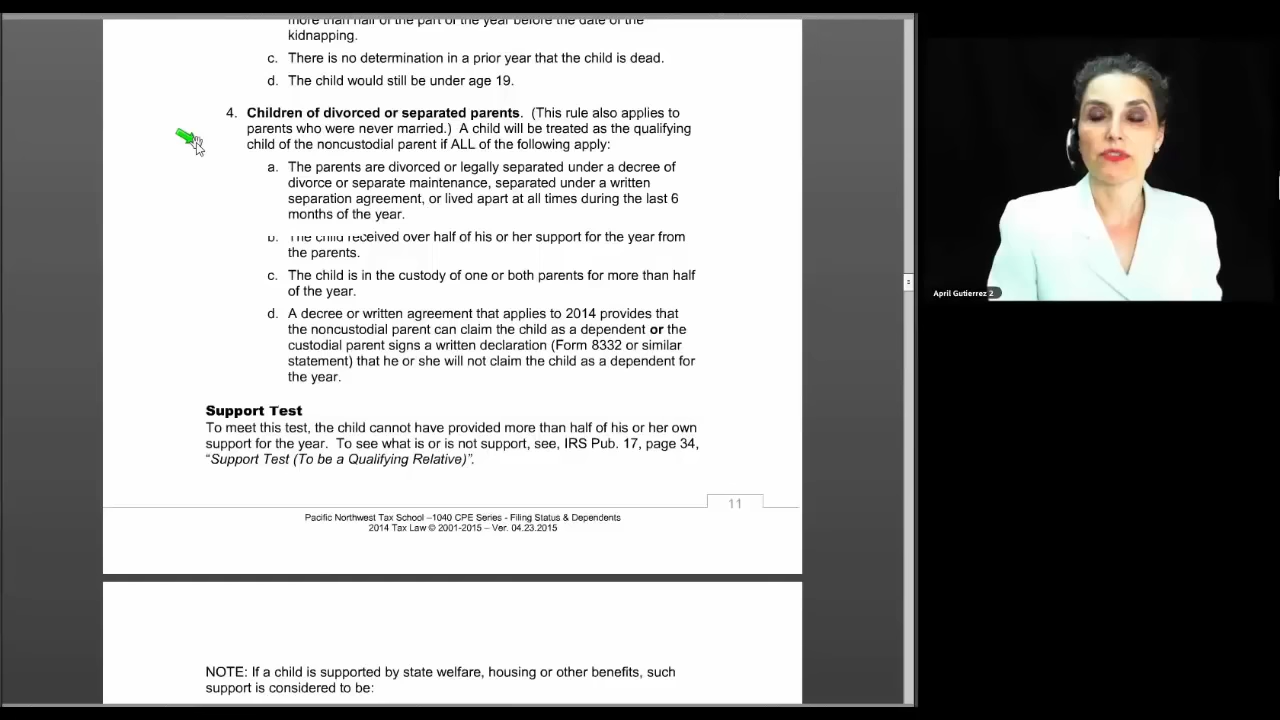 more than half of the part of the year before the date of the
kidnapping.
c. There is no determination in a prior year that the child is dead.
d. The child would still be under age 19.
4. Children of divorced or separated parents. (This rule also applies to
parents who were never married.) A child will be treated as the qualifying
child of the noncustodial parent if ALL of the following apply:
a. The parents are divorced or legally separated under a decree of
divorce or separate maintenance, separated under a written
separation agreement, or lived apart at all times during the last 6
months of the year.
b. The child received over half of his or her support for the year from
the parents.
c. The child is in the custody of one or both parents for more than half
of the year.
d. A decree or written agreement that applies to 2014 provides that
the noncustodial parent can claim the child as a dependent or the
custodial parent signs a written declaration (Form 8332 or similar
statement) that he or she will not claim the child as a dependent for
the year.
Support Test
To meet this test, the child cannot have provided more than half of his or her own
support for the year. To see what is or is not support, see, IRS Pub. 17, page 34,
“Support Test (To be a Qualifying Relative)”.
11
Pacific Northwest Tax School –1040 CPE Series - Filing Status & Dependents
2014 Tax Law © 2001-2015 – Ver. 04.23.2015
NOTE: If a child is supported by state welfare, housing or other benefits, such
support is considered to be:
April Gutierrez 2